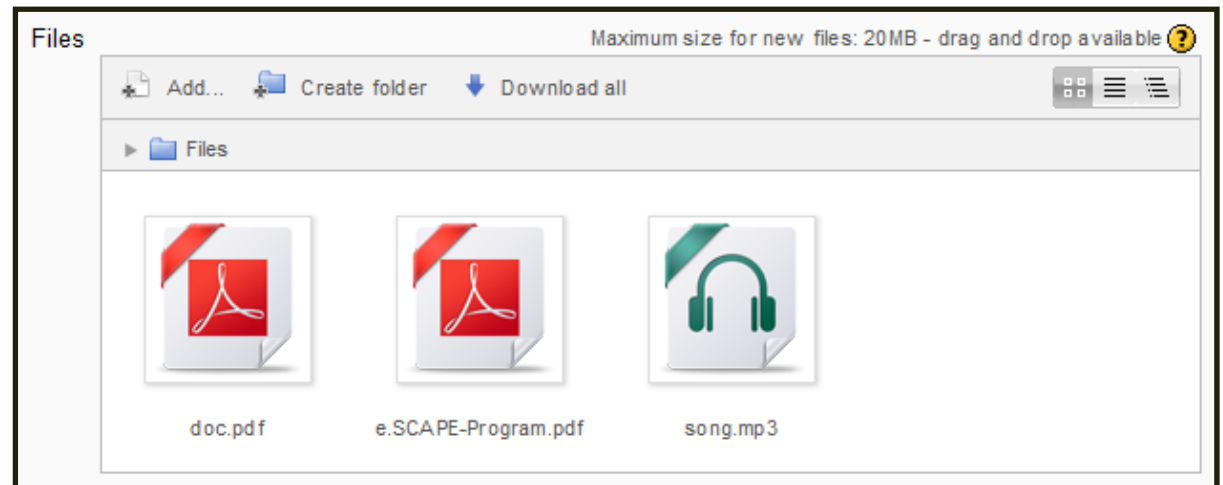 Files Maximum size for new files: 20MB - drag and drop available ?
Add... Create folder Download all
Files
doc.pdf e.SCAPE-Program.pdf song.mp3